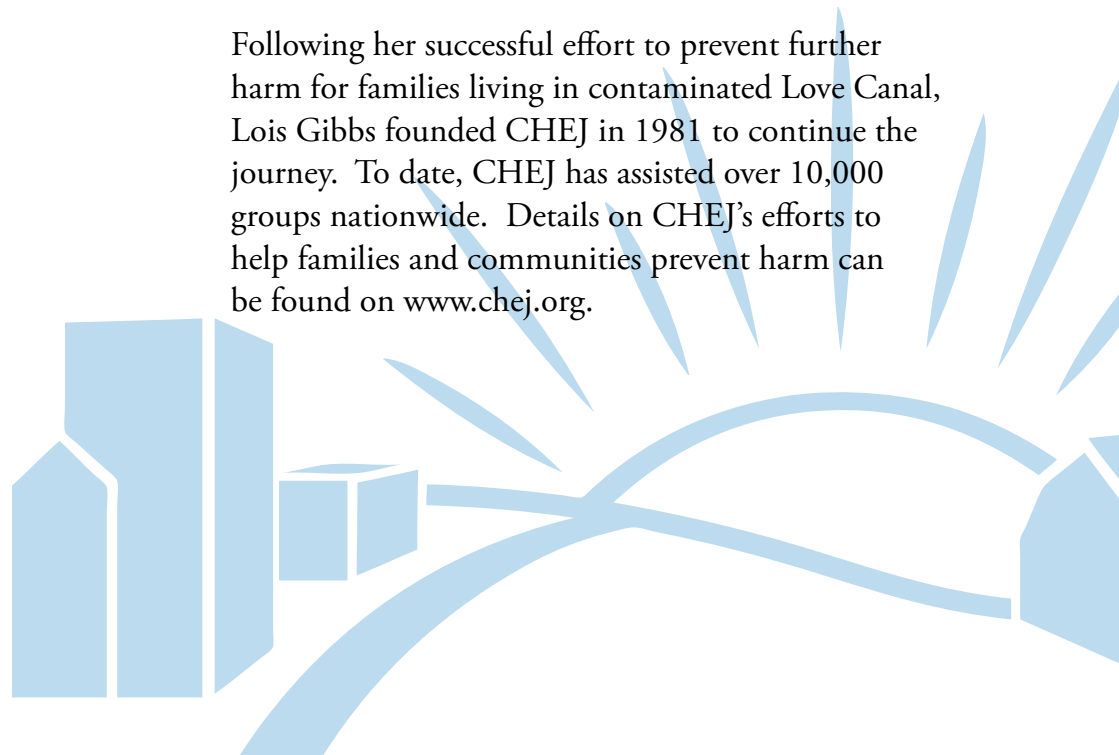 Following her successful effort to prevent further
harm for families living in contaminated Love Canal,
Lois Gibbs founded CHEJ in 1981 to continue the
journey.  To date, CHEJ has assisted over 10,000
groups nationwide.  Details on CHEJ’s efforts to
help families and communities prevent harm can
be found on www.chej.org.